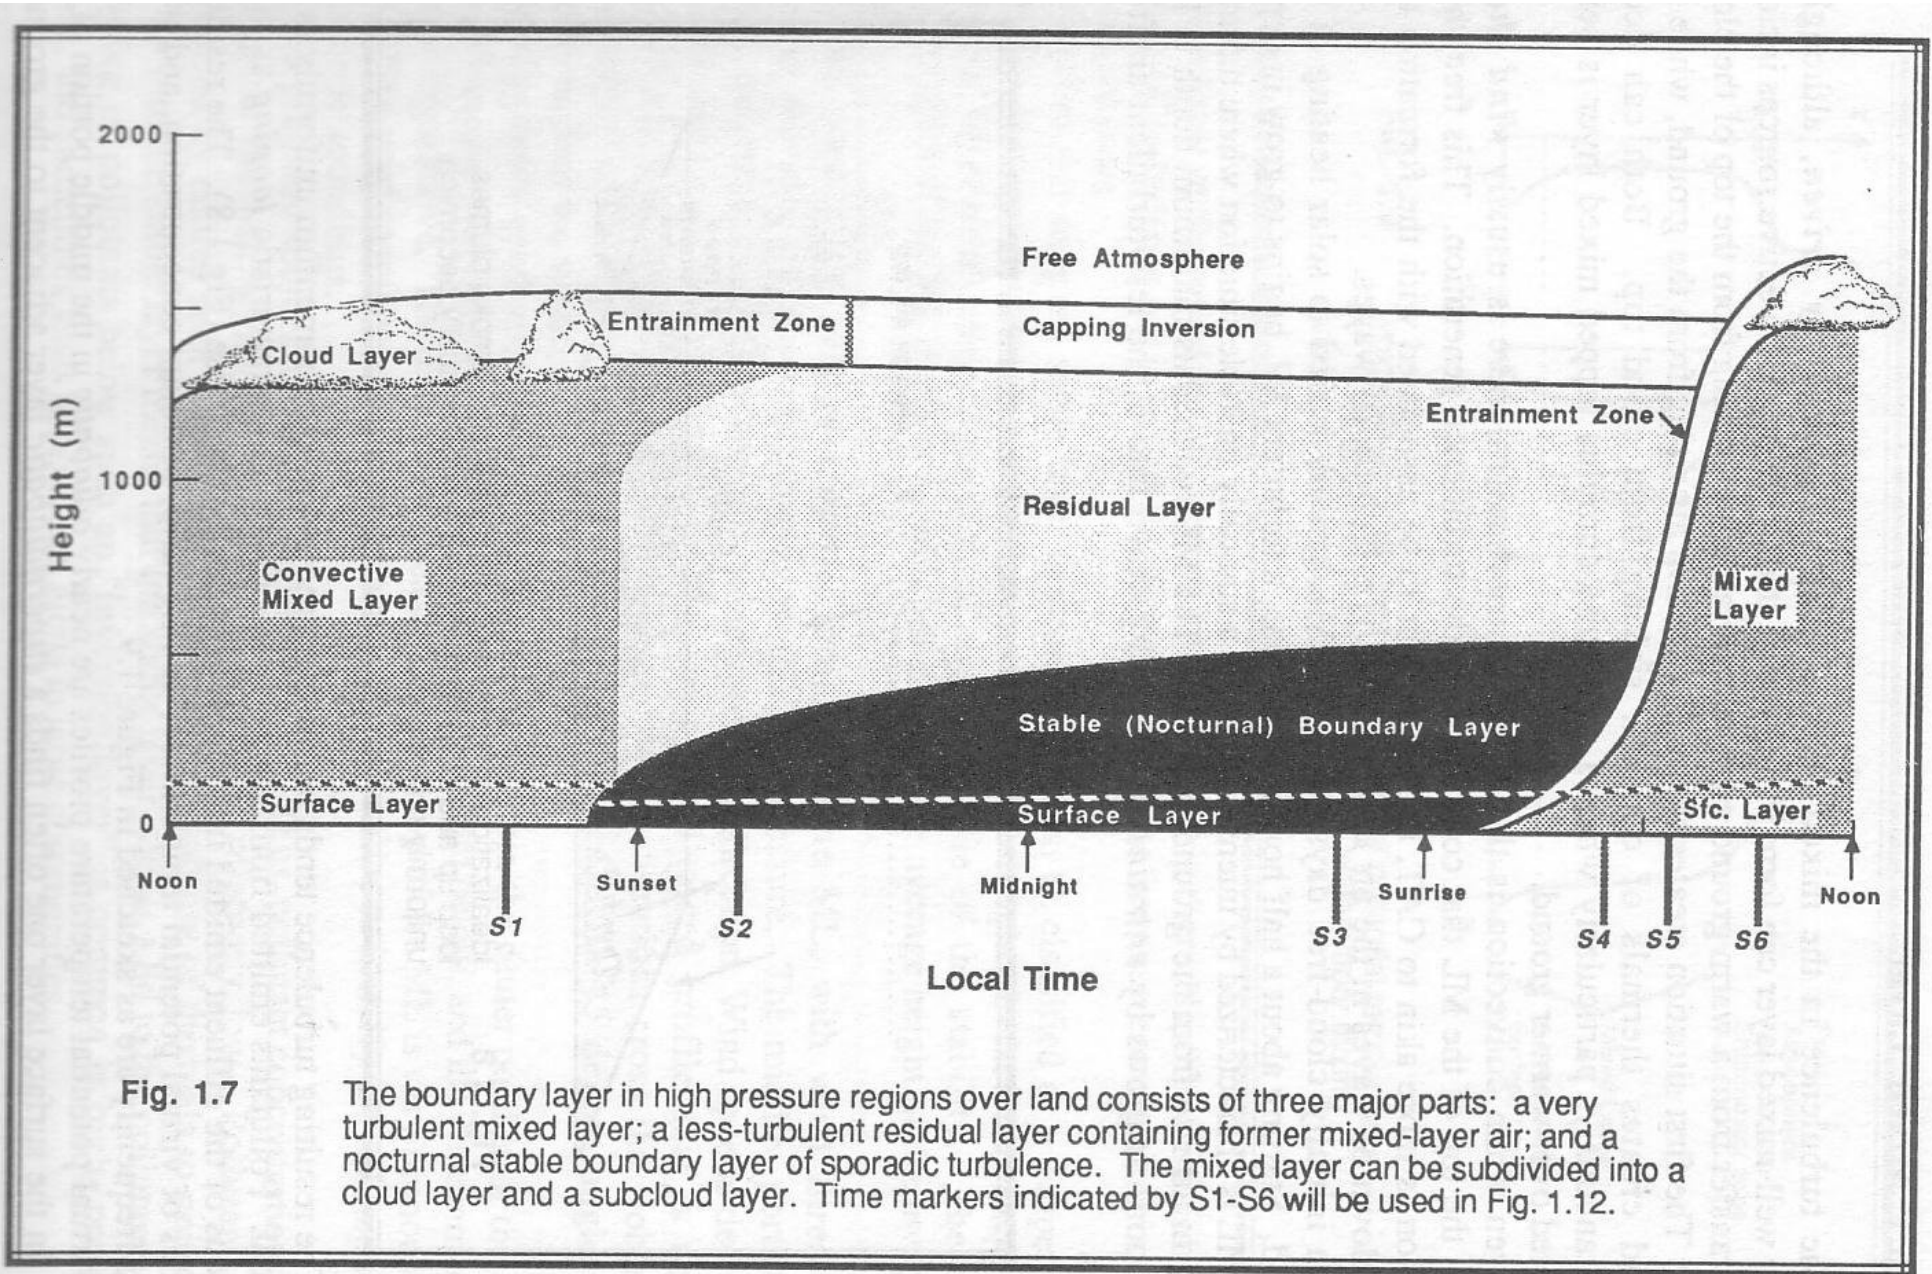 2000
Free Atmosphere
Entrainment Zone
Capping Inversion
Cloud Layer
Entrainment Zone
1000
Height (m)
Residual Layer
Convective
Mixed Layer
Mixed
Layer
Stable (Nocturnal) Boundary Layer
Surface Layer
Surface Layer
Sfc. Layer
0
Noon
Sunset
Midnight
Sunrise
Noon
S1
S2
S3
S4
S5
S6
Local Time
Fig. 1.7
The boundary layer in high pressure regions over land consists of three major parts: a very
turbulent mixed layer; a less-turbulent residual layer containing former mixed-layer air; and a
nocturnal stable boundary layer of sporadic turbulence. The mixed layer can be subdivided into a
cloud layer and a subcloud layer. Time markers indicated by S1-S6 will be used in Fig. 1.12.